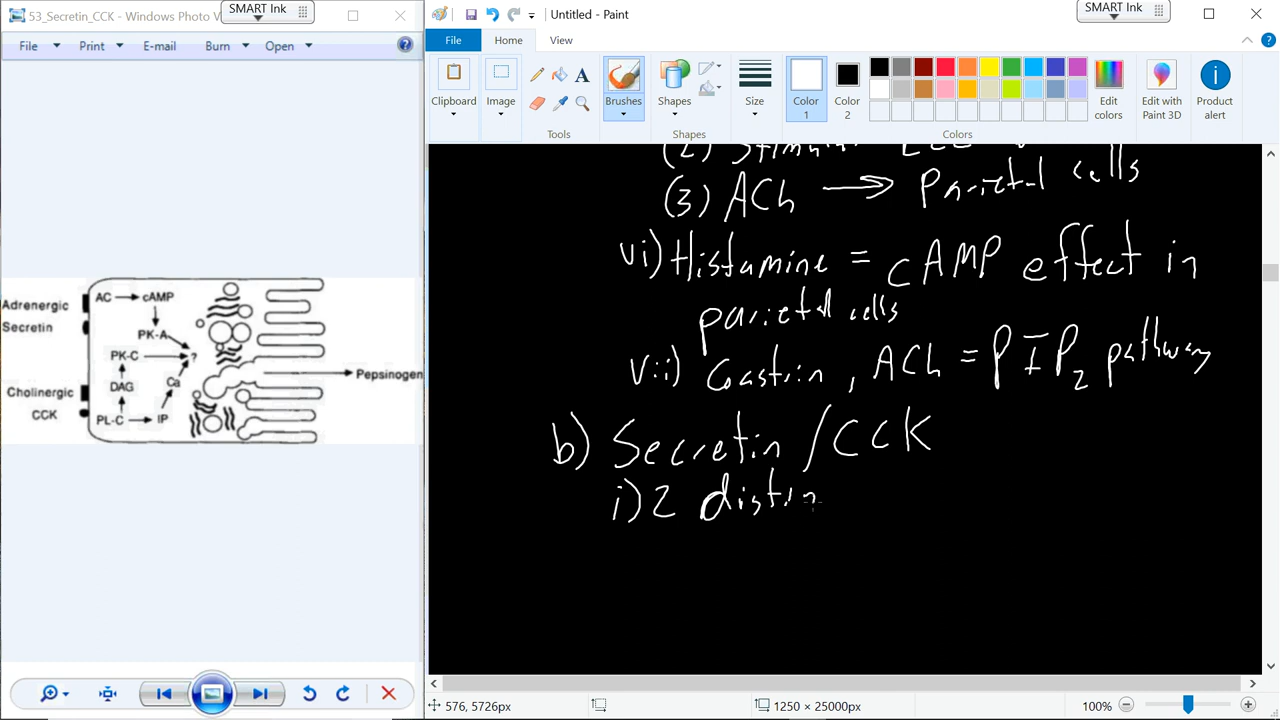 53_Secretin_CCK - Windows Photo V
SMART Ink
File Print E-mail Burn Open
Adrenergic
Secretin
Cholinergic
CCK
AC cAMP
PK-A
PK-C ?
Ca
DAG
PL-C IP
Pepsinogen
Untitled - Paint
SMART Ink
File Home View
Clipboard
Image
Tools
Brushes
Shapes
Shapes
Size
Color 1
Color 2
Edit colors
Colors
Edit with Paint 3D
Product alert
(2)
(3) ACh → Parietal cells
vi) Histamine = cAMP effect in
parietal cells
vii) Gastrin, ACh = PIP2 pathway
b) Secretin / CCK
i) 2 distin
576, 5726px
1250 × 25000px
100%